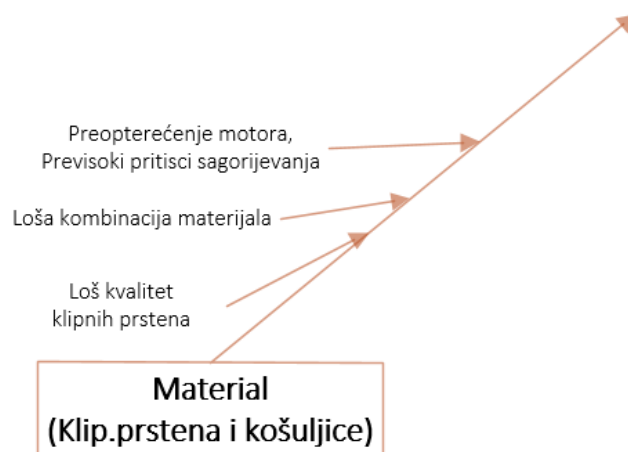 Preopterećenje motora,
Previsoki pritisci sagorijevanja
Loša kombinacija materijala
Loš kvalitet
klipnih prstena
Material
(Klip.prstena i košuljice)